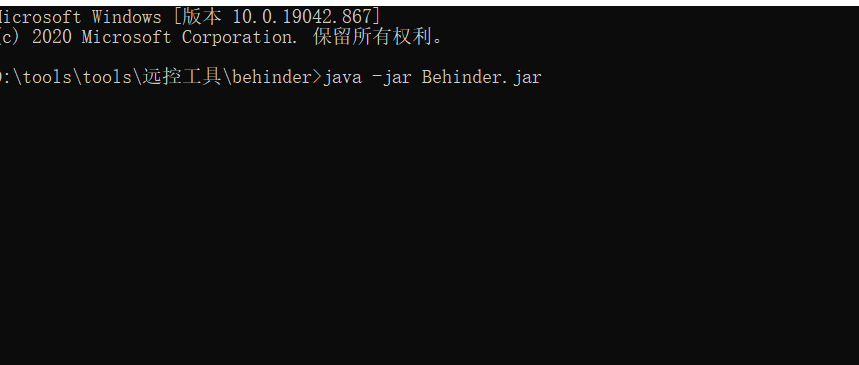 Microsoft Windows [版本 10.0.19042.867]
(c) 2020 Microsoft Corporation. 保留所有权利。
D:\tools\tools\远控工具\behinder>java -jar Behinder.jar